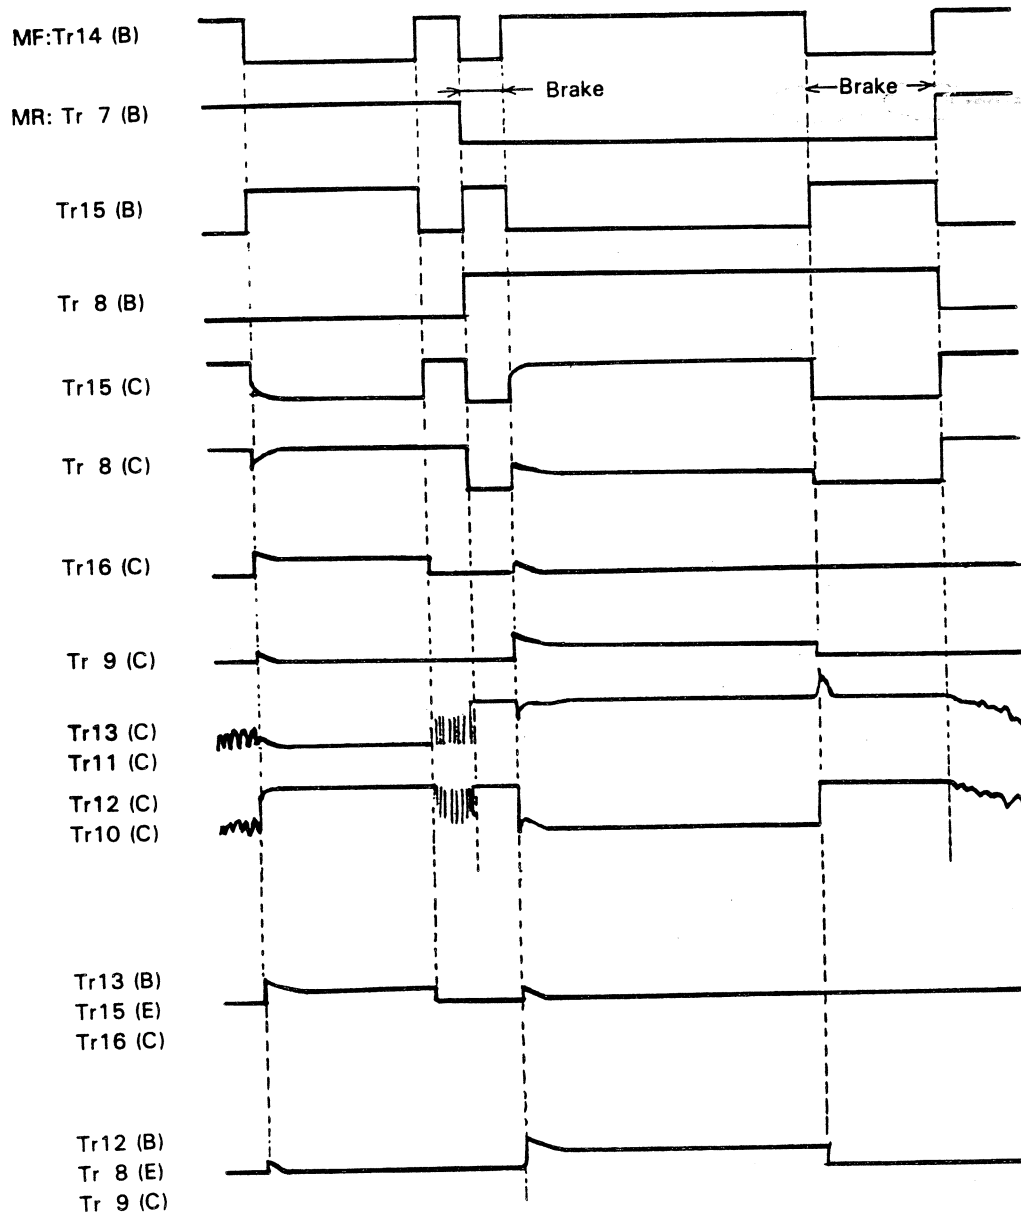 MF:Tr14 (B)
Brake
Brake
MR: Tr 7 (B)
Tr15 (B)
Tr 8 (B)
Tr15 (C)
Tr 8 (C)
Tr16 (C)
Tr 9 (C)
Tr13 (C)
Tr11 (C)
Tr12 (C)
Tr10 (C)
Tr13 (B)
Tr15 (E)
Tr16 (C)
Tr12 (B)
Tr 8 (E)
Tr 9 (C)